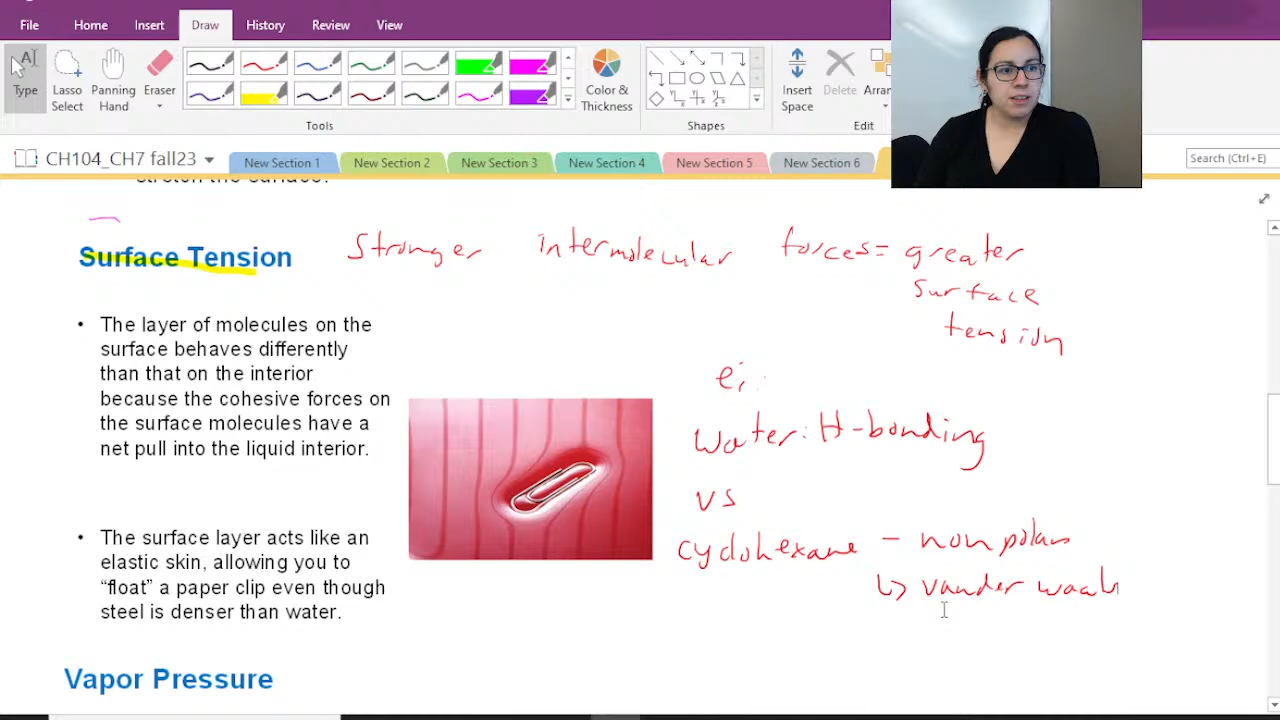 File Home Insert Draw History Review View
Type Lasso Select Panning Hand Eraser Color & Thickness Insert Space Delete Arran
Tools Shapes Edit
CH104_CH7 fall23 New Section 1 New Section 2 New Section 3 New Section 4 New Section 5 New Section 6 Search (Ctrl+E)
stretch the surface.
Surface Tension
Stronger intermolecular forces = greater
surface
tension
• The layer of molecules on the
surface behaves differently
than that on the interior
because the cohesive forces on
the surface molecules have a
net pull into the liquid interior.
water: H-bonding
vs
cyclohexane - nonpolar
↳ vander waals
• The surface layer acts like an
elastic skin, allowing you to
“float” a paper clip even though
steel is denser than water.
Vapor Pressure